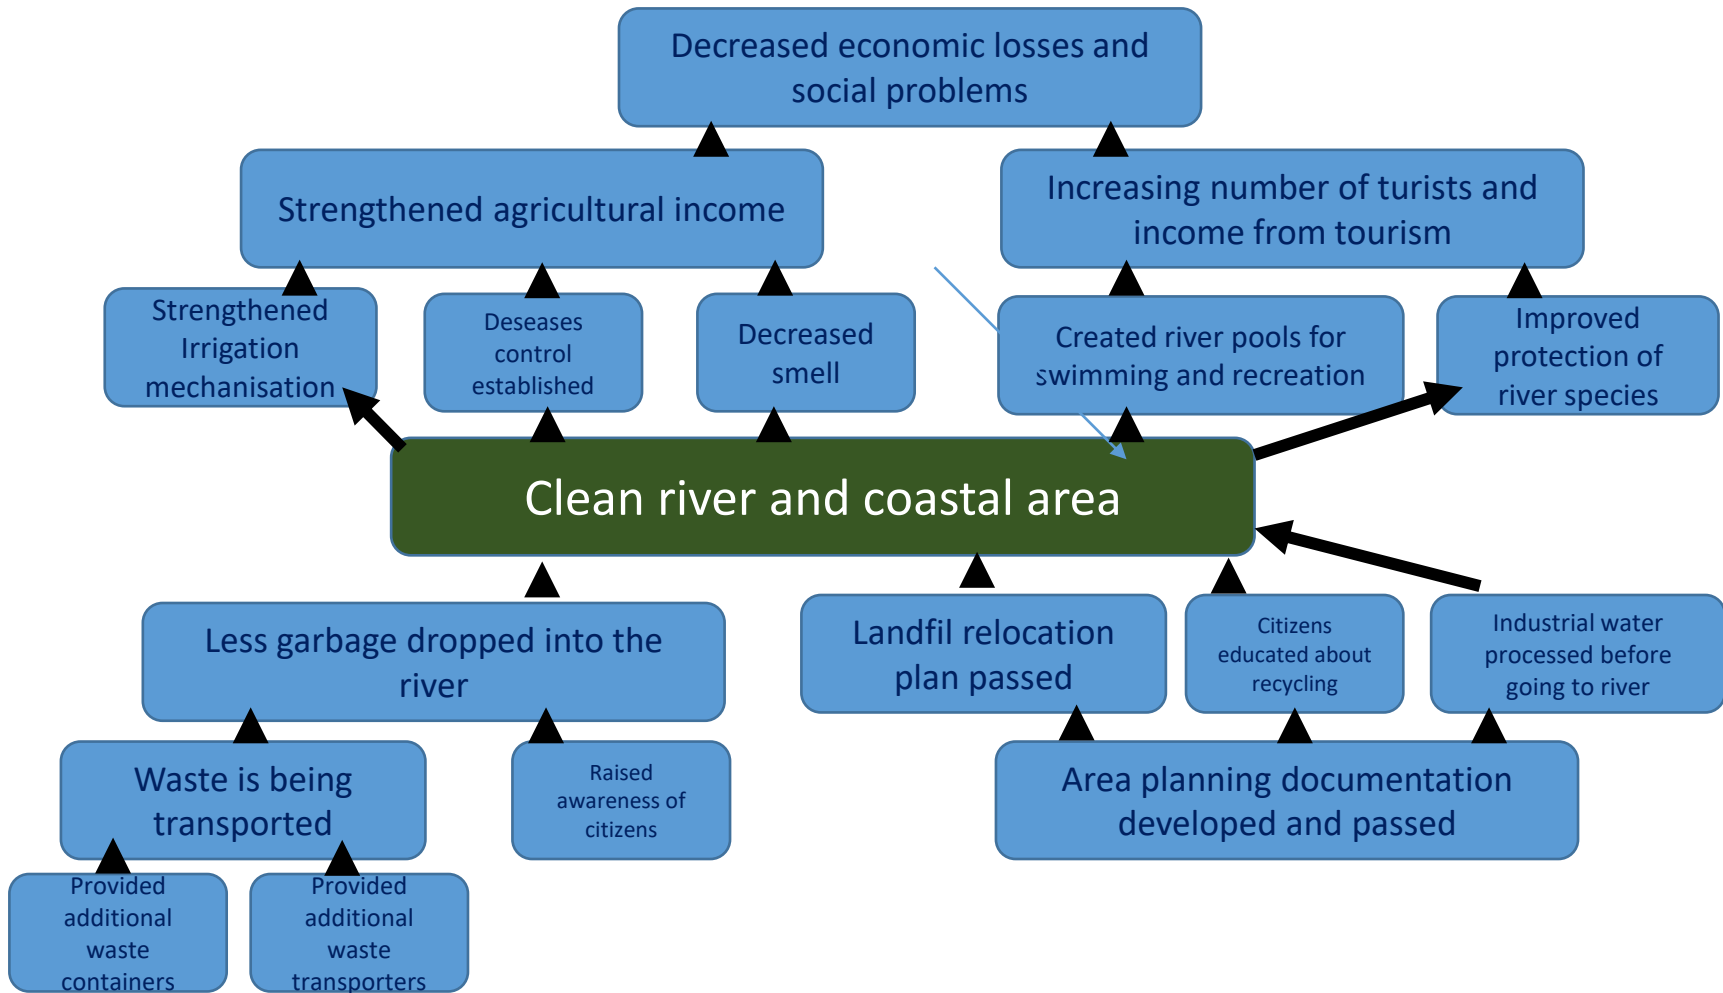 Decreased economic losses and
social problems
Strengthened agricultural income
Increasing number of turists and
income from tourism
Strengthened
Irrigation
mechanisation
Deseases
control
established
Decreased
smell
Created river pools for
swimming and recreation
Improved
protection of
river species
Clean river and coastal area
Less garbage dropped into the
river
Landfil relocation
plan passed
Citizens
educated about
recycling
Industrial water
processed before
going to river
Waste is being
transported
Raised
awareness of
citizens
Area planning documentation
developed and passed
Provided
additional
waste
containers
Provided
additional
waste
transporters